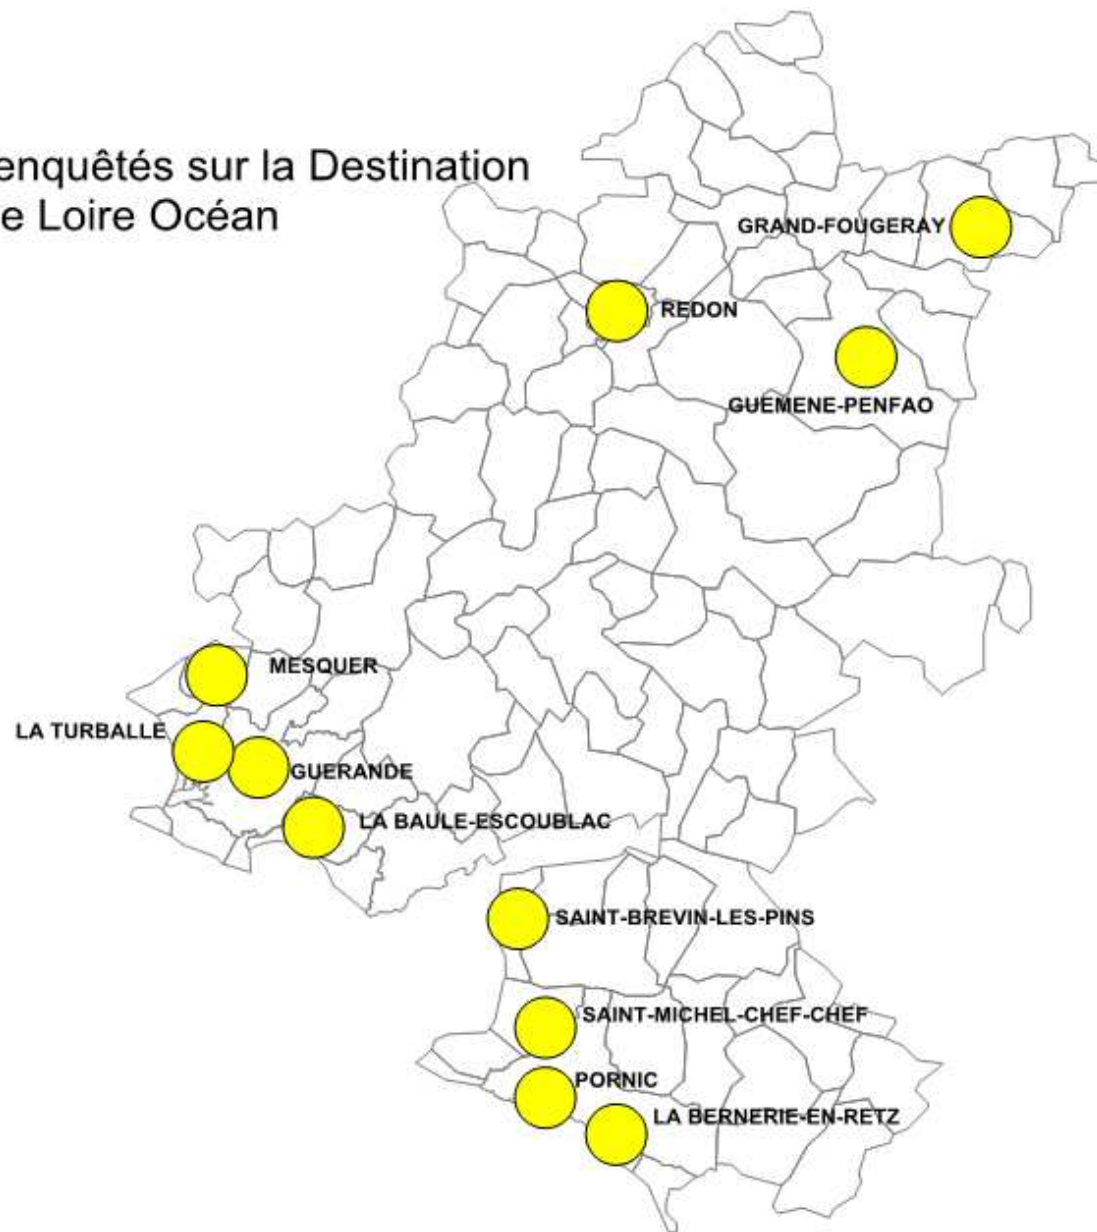 enquêtés sur la Destination
e Loire Océan
GRAND-FOUGERAY
REDON
GUEMENE-PENFAO
MESQUER
LA TURBALLE
GUERANDE
LA BAULE-ESCOUBLAC
SAINT-BREVIN-LES-PINS
SAINT-MICHEL-CHEF-CHEF
PORNIC
LA BERNERIE-EN-RETZ